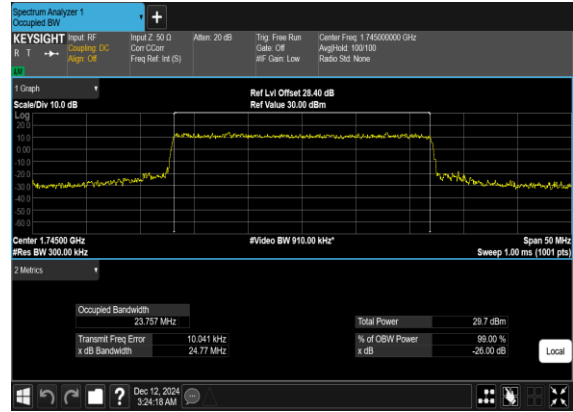 Spectrum Analyzer 1
Occupied BW
+
KEYSIGHT Input: RF Input Z: 50 Ω Atten: 20 dB Trig: Free Run Center Freq: 1.745000000 GHz
R T Coupling: DC Corr CCorr Gate: Off Avg|Hold: 100/100
Align: Off Freq Ref: Int (S) #IF Gain: Low Radio Std: None
LM
1 Graph
Scale/Div 10.0 dB
Ref Lvl Offset 28.40 dB
Ref Value 30.00 dBm
Log
20.0
10.0
0.00
-10.0
-20.0
-30.0
-40.0
-50.0
-60.0
Center 1.74500 GHz #Video BW 910.00 kHz* Span 50 MHz
#Res BW 300.00 kHz Sweep 1.00 ms (1001 pts)
2 Metrics
Occupied Bandwidth
23.757 MHz
Total Power 29.7 dBm
Transmit Freq Error 10.041 kHz % of OBW Power 99.00 %
x dB Bandwidth 24.77 MHz x dB -26.00 dB
Local
?
Dec 12, 2024
3:24:18 AM